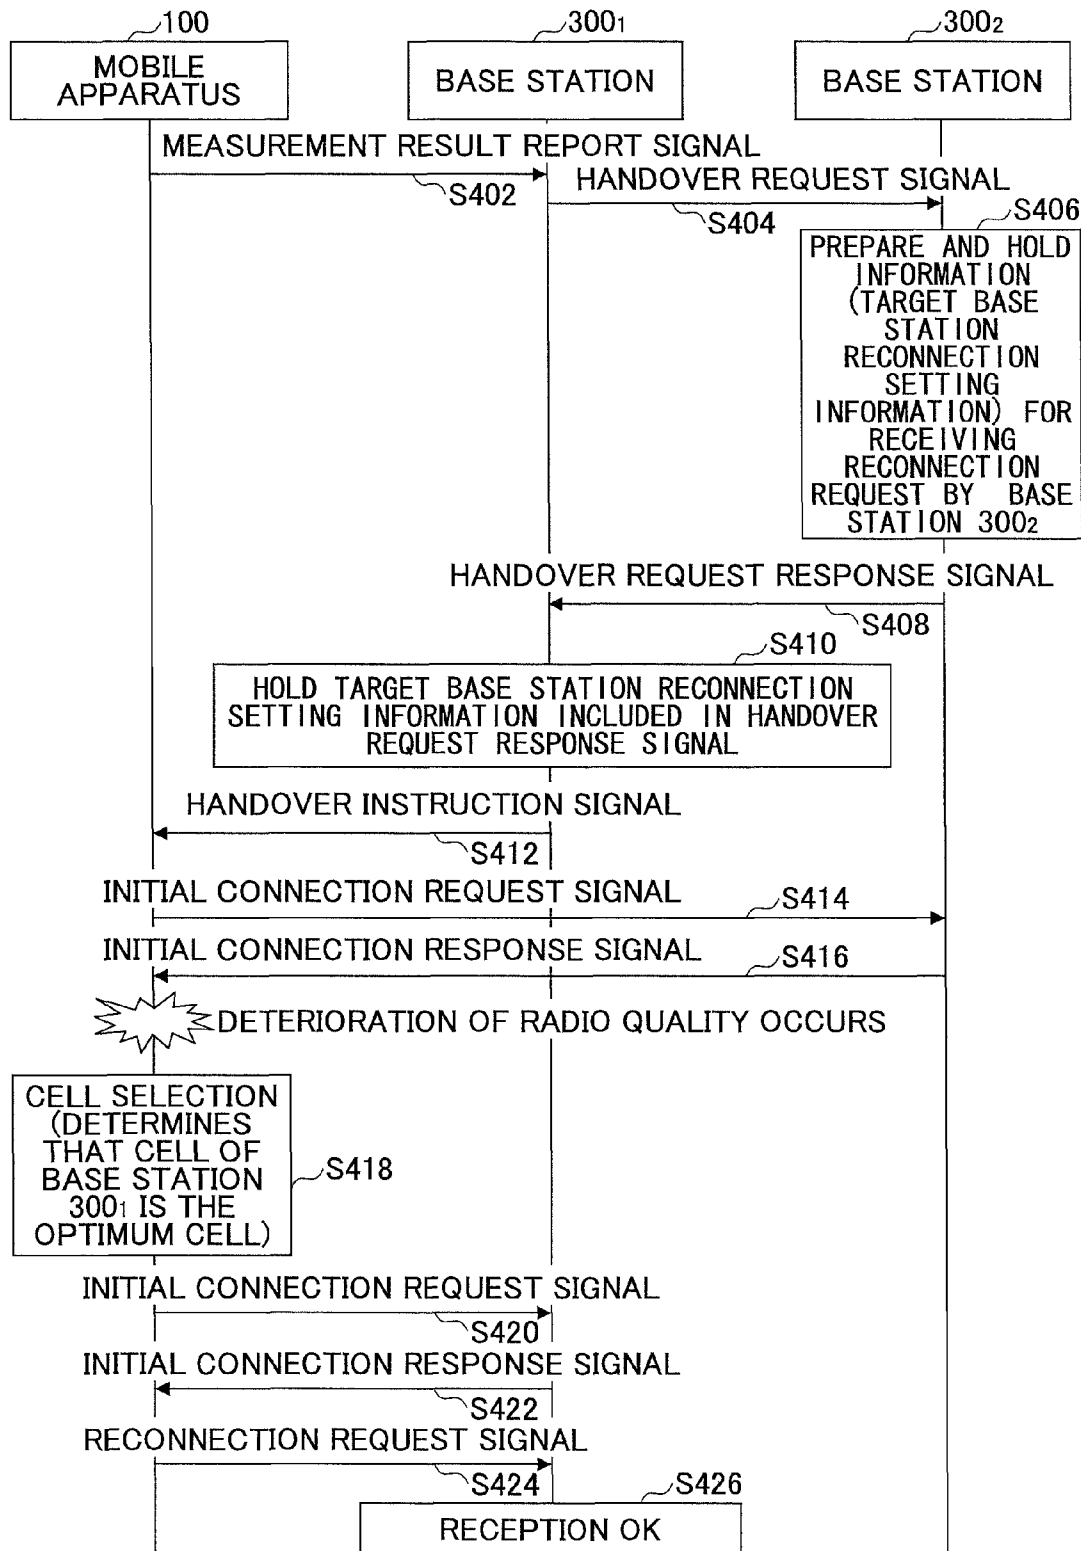 100
300₁
300₂
MOBILE
APPARATUS
BASE STATION
BASE STATION
MEASUREMENT RESULT REPORT SIGNAL
S402
HANDOVER REQUEST SIGNAL
S404
S406
PREPARE AND HOLD
INFORMATION
(TARGET BASE
STATION
RECONNECTION
SETTING
INFORMATION) FOR
RECEIVING
RECONNECTION
REQUEST BY BASE
STATION 300₂
HANDOVER REQUEST RESPONSE SIGNAL
S408
S410
HOLD TARGET BASE STATION RECONNECTION
SETTING INFORMATION INCLUDED IN HANDOVER
REQUEST RESPONSE SIGNAL
HANDOVER INSTRUCTION SIGNAL
S412
INITIAL CONNECTION REQUEST SIGNAL
S414
INITIAL CONNECTION RESPONSE SIGNAL
S416
DETERIORATION OF RADIO QUALITY OCCURS
CELL SELECTION
(DETERMINES
THAT CELL OF
BASE STATION
300₁ IS THE
OPTIMUM CELL)
S418
INITIAL CONNECTION REQUEST SIGNAL
S420
INITIAL CONNECTION RESPONSE SIGNAL
S422
RECONNECTION REQUEST SIGNAL
S424
S426
RECEPTION OK